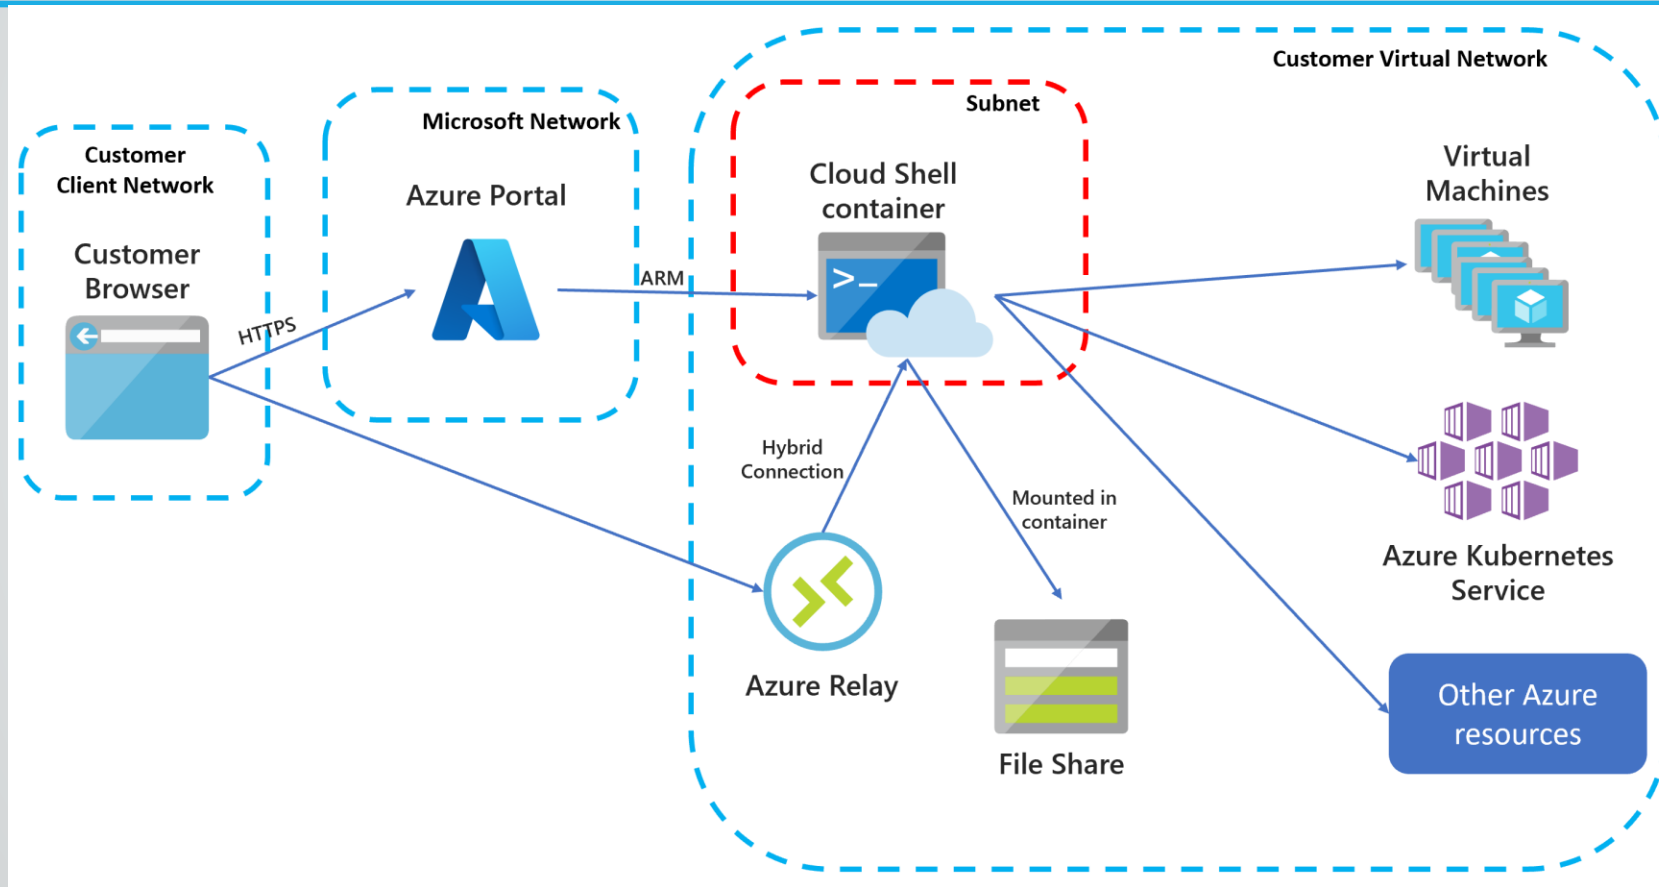 Customer Virtual Network
Subnet
Microsoft Network
Customer
Client Network
Azure Portal
Cloud Shell
container
Virtual
Machines
Customer
Browser
HTTPS
ARM
>_
Hybrid
Connection
Mounted in
container
Azure Kubernetes
Service
Azure Relay
File Share
Other Azure
resources